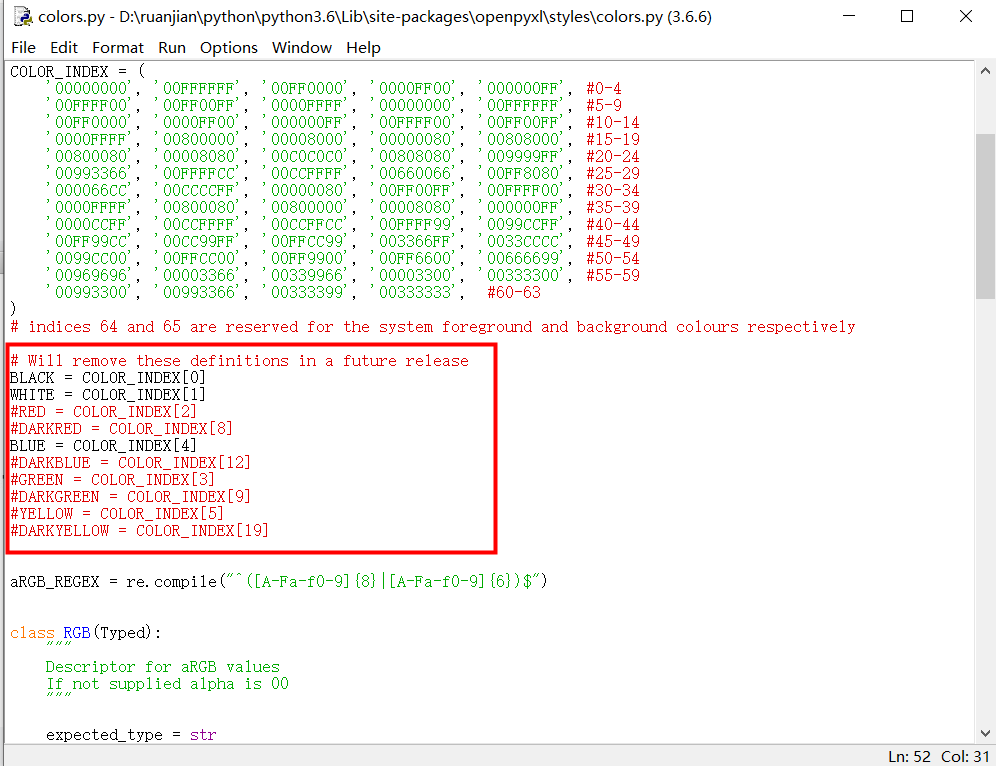 colors.py - D:\ruanjian\python\python3.6\Lib\site-packages\openpyxl\styles\colors.py (3.6.6)
File Edit Format Run Options Window Help
COLOR_INDEX = (
    '00000000', '00FFFFFF', '00FF0000', '0000FF00', '000000FF', #0-4
    '00FFFF00', '00FF00FF', '0000FFFF', '00000000', '00FFFFFF', #5-9
    '00FF0000', '0000FF00', '000000FF', '00FFFF00', '00FF00FF', #10-14
    '0000FFFF', '00800000', '00008000', '00000080', '00808000', #15-19
    '00800080', '00008080', '00C0C0C0', '00808080', '009999FF', #20-24
    '00993366', '00FFFFCC', '00CCFFFF', '00660066', '00FF8080', #25-29
    '000066CC', '00CCCCFF', '00000080', '00FF00FF', '00FFFF00', #30-34
    '0000FFFF', '00800080', '00800000', '00008080', '000000FF', #35-39
    '0000CCFF', '00CCFFFF', '00CCFFCC', '00FFFF99', '0099CCFF', #40-44
    '00FF99CC', '00CC99FF', '00FFCC99', '003366FF', '0033CCCC', #45-49
    '0099CC00', '00FFCC00', '00FF9900', '00FF6600', '00666699', #50-54
    '00969696', '00003366', '00339966', '00003300', '00333300', #55-59
    '00993300', '00993366', '00333399', '00333333',  #60-63
)
# indices 64 and 65 are reserved for the system foreground and background colours respectively
# Will remove these definitions in a future release
BLACK = COLOR_INDEX[0]
WHITE = COLOR_INDEX[1]
#RED = COLOR_INDEX[2]
#DARKRED = COLOR_INDEX[8]
BLUE = COLOR_INDEX[4]
#DARKBLUE = COLOR_INDEX[12]
#GREEN = COLOR_INDEX[3]
#DARKGREEN = COLOR_INDEX[9]
#YELLOW = COLOR_INDEX[5]
#DARKYELLOW = COLOR_INDEX[19]
aRGB_REGEX = re.compile("^([A-Fa-f0-9]{8}|[A-Fa-f0-9]{6})$")
class RGB(Typed):
    """
    Descriptor for aRGB values
    If not supplied alpha is 00
    """
    expected_type = str
Ln: 52 Col: 31